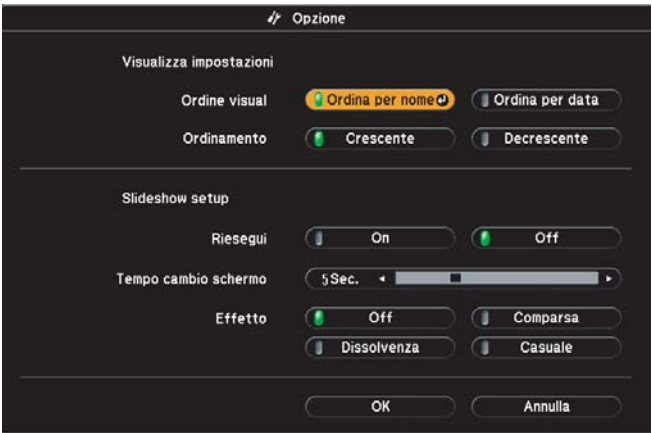 Opzione
Visualizza impostazioni
Ordine visual Ordina per nome Ordina per data
Ordinamento Crescente Decrescente
Slideshow setup
Riesegui On Off
Tempo cambio schermo 5Sec.
Effetto Off Comparsa
Dissolvenza Casuale
OK Annulla